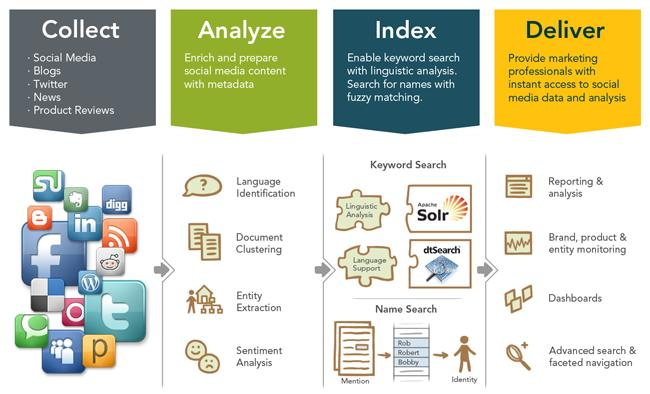 Collect
· Social Media
· Blogs
· Twitter
· News
· Product Reviews
Analyze
Enrich and prepare
social media content
with metadata
Index
Enable keyword search
with linguistic analysis.
Search for names with
fuzzy matching.
Deliver
Provide marketing
professionals with
instant access to social
media data and analysis
digg
in
f
t
p
?
Language
Identification
Document
Clustering
Entity
Extraction
Sentiment
Analysis
Keyword Search
Linguistic
Analysis
Apache
Solr
Language
Support
dtSearch
Name Search
Rob
Robert
Bobby
Mention
Identity
Reporting &
analysis
Brand, product &
entity monitoring
Dashboards
Advanced search &
faceted navigation